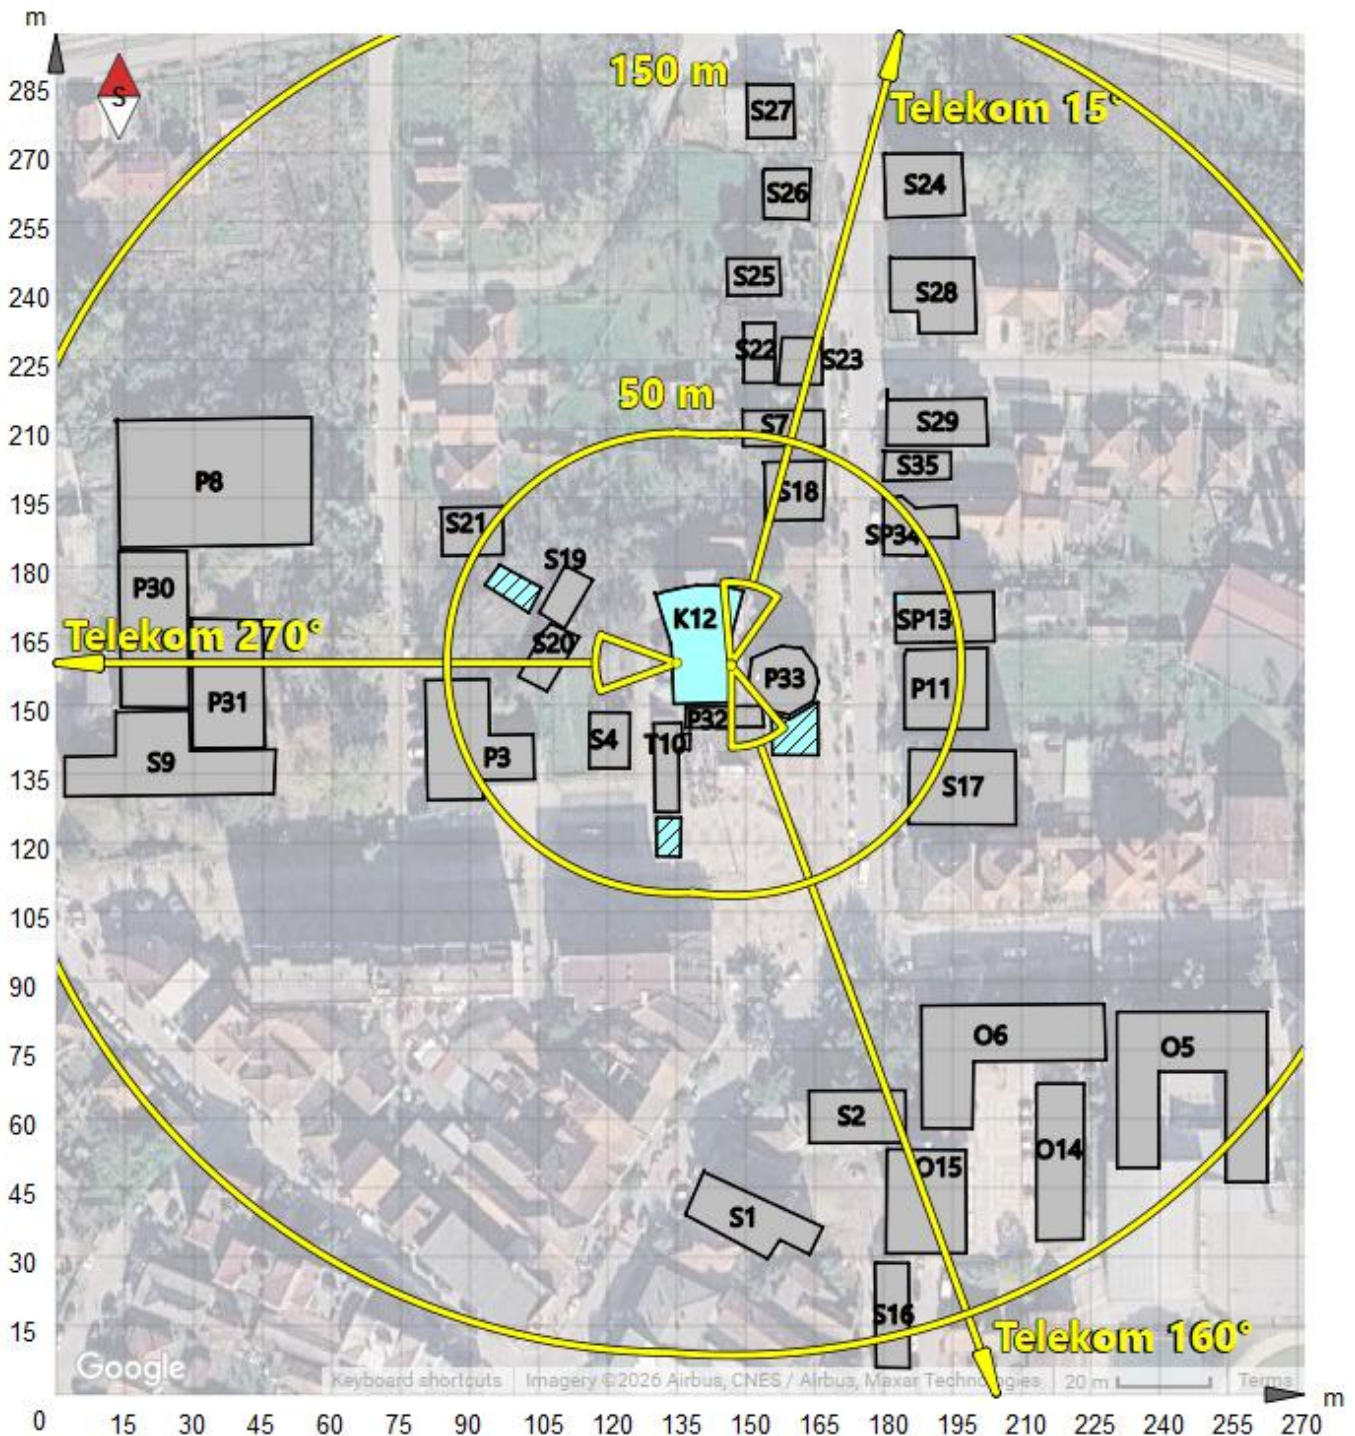 m
285
270
255
240
225
210
195
180
165
150
135
120
105
90
75
60
45
30
15
0
S
150 m
S27
Telekom 15°
S26
S24
S25
S28
S22
S23
50 m
S7
S29
S35
P8
S18
S21
SP34
S19
P30
K12
SP13
Telekom 270°
S20
P33
P11
P31
P32
S4
T10
P3
S9
S17
O6
O5
S2
O14
O15
S1
S16
Telekom 160°
Google
Keyboard shortcuts
Imagery ©2026 Airbus, CNES / Airbus, Maxar Technologies
20 m
Terms
m
15 30 45 60 75 90 105 120 135 150 165 180 195 210 225 240 255 270